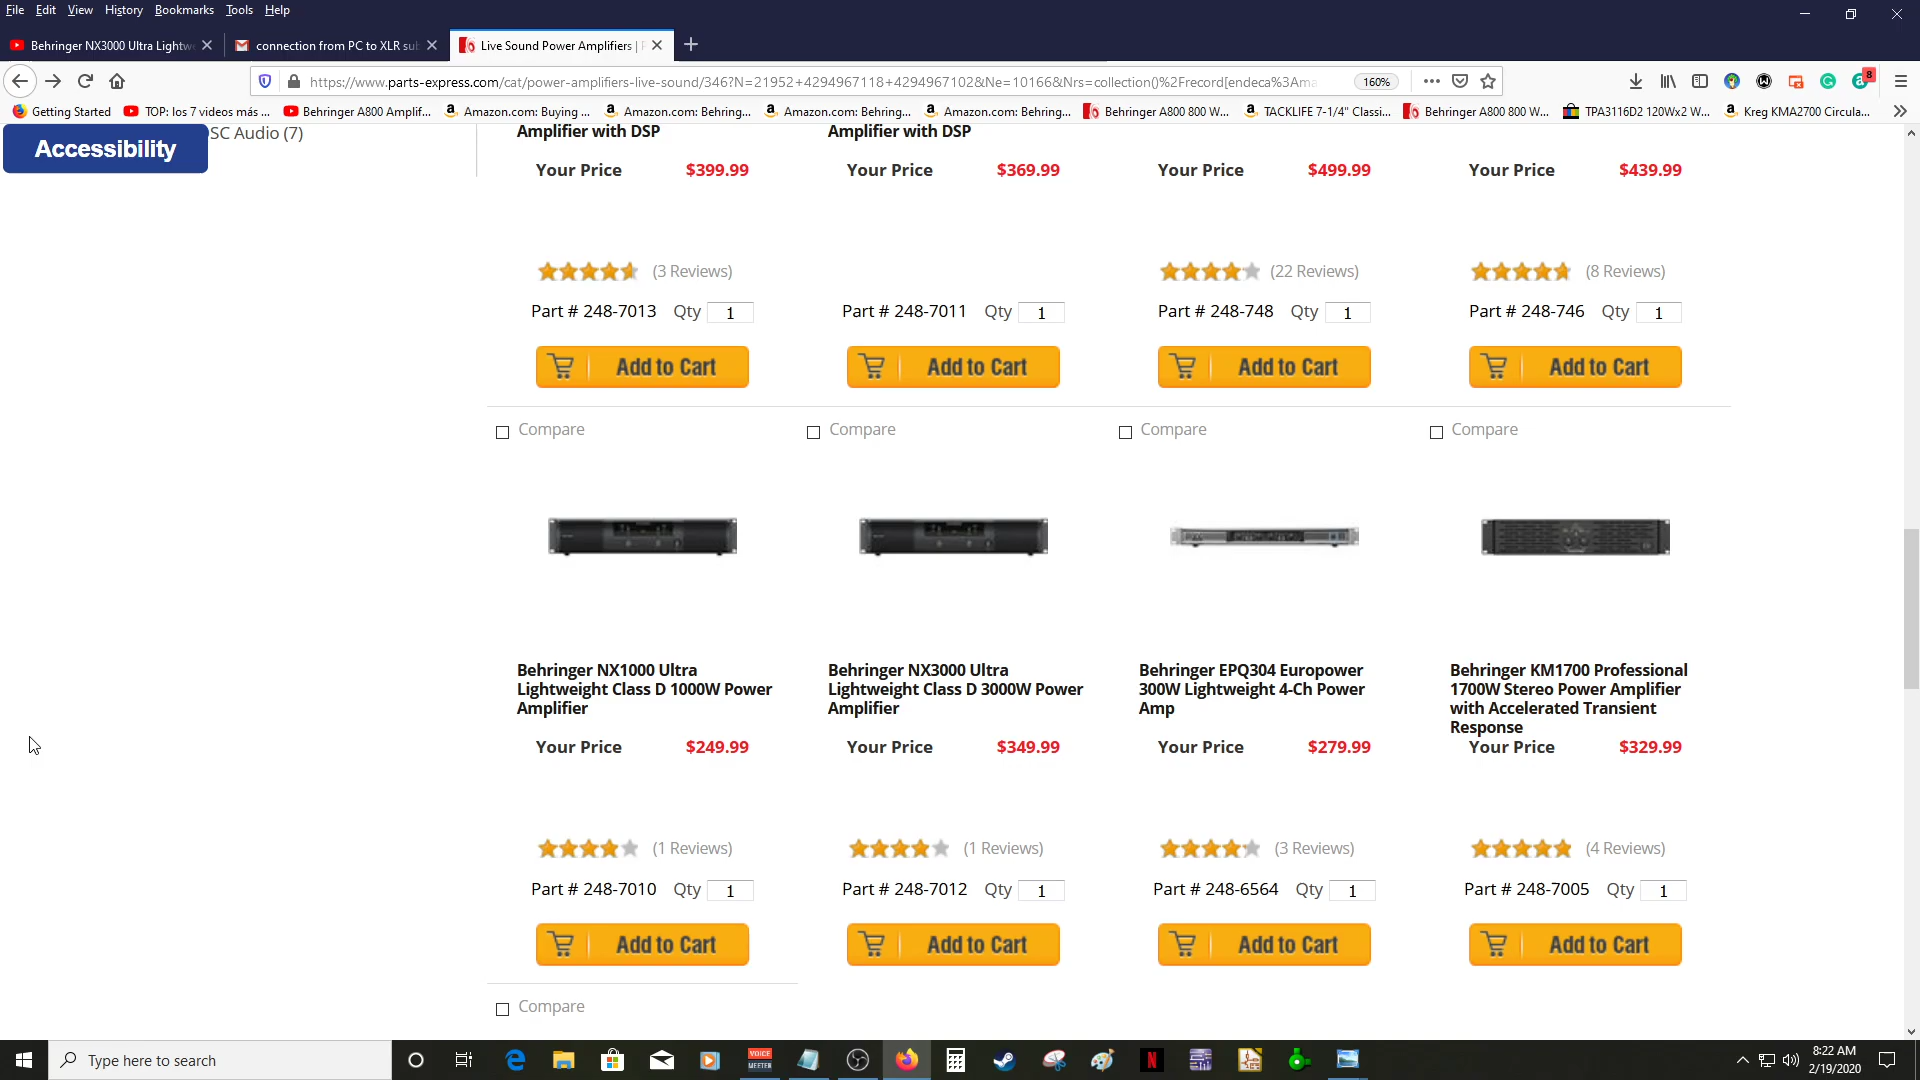 File Edit View History Bookmarks Tools Help
Behringer NX3000 Ultra Lightw
connection from PC to XLR su
Live Sound Power Amplifiers |
https://www.parts-express.com/cat/power-amplifiers-live-sound/346?N=21952+4294967118+4294967102&Ne=10166&Nrs=collection()%2Frecord[endeca%3Ama
160%
8
Getting Started
TOP: los 7 videos más ...
Behringer A800 Amplif...
Amazon.com: Buying ...
Amazon.com: Behring...
Amazon.com: Behring...
Amazon.com: Behring...
Behringer A800 800 W...
TACKLIFE 7-1/4" Classi...
Behringer A800 800 W...
TPA3116D2 120Wx2 W...
Kreg KMA2700 Circula...
Accessibility
SC Audio (7)
Amplifier with DSP
Your Price $399.99
(3 Reviews)
Part # 248-7013 Qty 1
Add to Cart
Amplifier with DSP
Your Price $369.99
Part # 248-7011 Qty 1
Add to Cart
Your Price $499.99
(22 Reviews)
Part # 248-748 Qty 1
Add to Cart
Your Price $439.99
(8 Reviews)
Part # 248-746 Qty 1
Add to Cart
Compare
Behringer NX1000 Ultra
Lightweight Class D 1000W Power
Amplifier
Your Price $249.99
(1 Reviews)
Part # 248-7010 Qty 1
Add to Cart
Compare
Behringer NX3000 Ultra
Lightweight Class D 3000W Power
Amplifier
Your Price $349.99
(1 Reviews)
Part # 248-7012 Qty 1
Add to Cart
Compare
Behringer EPQ304 Europower
300W Lightweight 4-Ch Power
Amp
Your Price $279.99
(3 Reviews)
Part # 248-6564 Qty 1
Add to Cart
Compare
Behringer KM1700 Professional
1700W Stereo Power Amplifier
with Accelerated Transient
Response
Your Price $329.99
(4 Reviews)
Part # 248-7005 Qty 1
Add to Cart
Compare
Type here to search
VOICE
MEETER
N
8:22 AM
2/19/2020